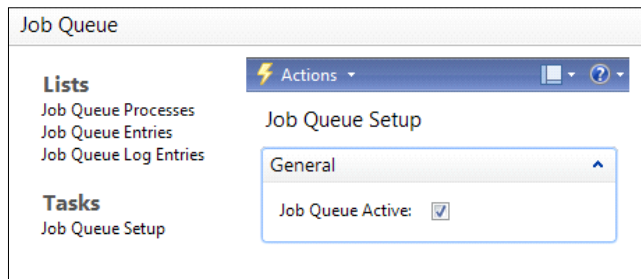 Job Queue
Lists
Job Queue Processes
Job Queue Entries
Job Queue Log Entries
Tasks
Job Queue Setup
Actions
Job Queue Setup
General
Job Queue Active: